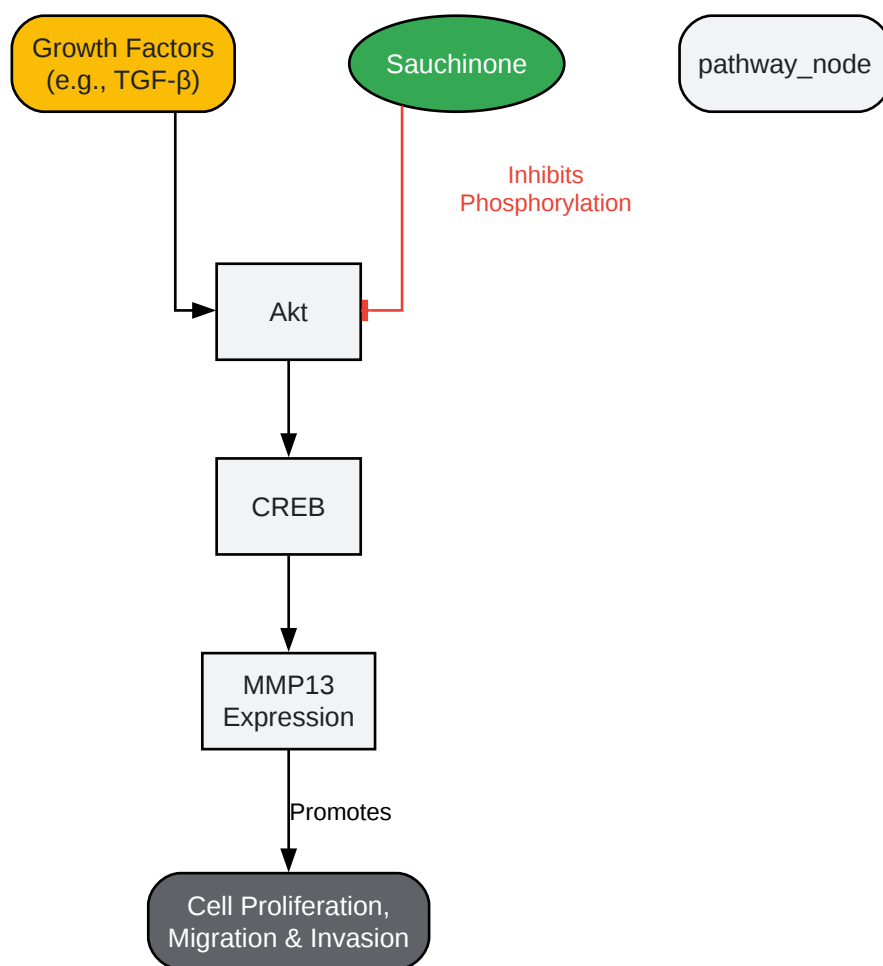 Growth Factors
(e.g., TGF-β)
Sauchinone
pathway_node
Inhibits
Phosphorylation
Akt
CREB
MMP13
Expression
Promotes
Cell Proliferation,
Migration & Invasion